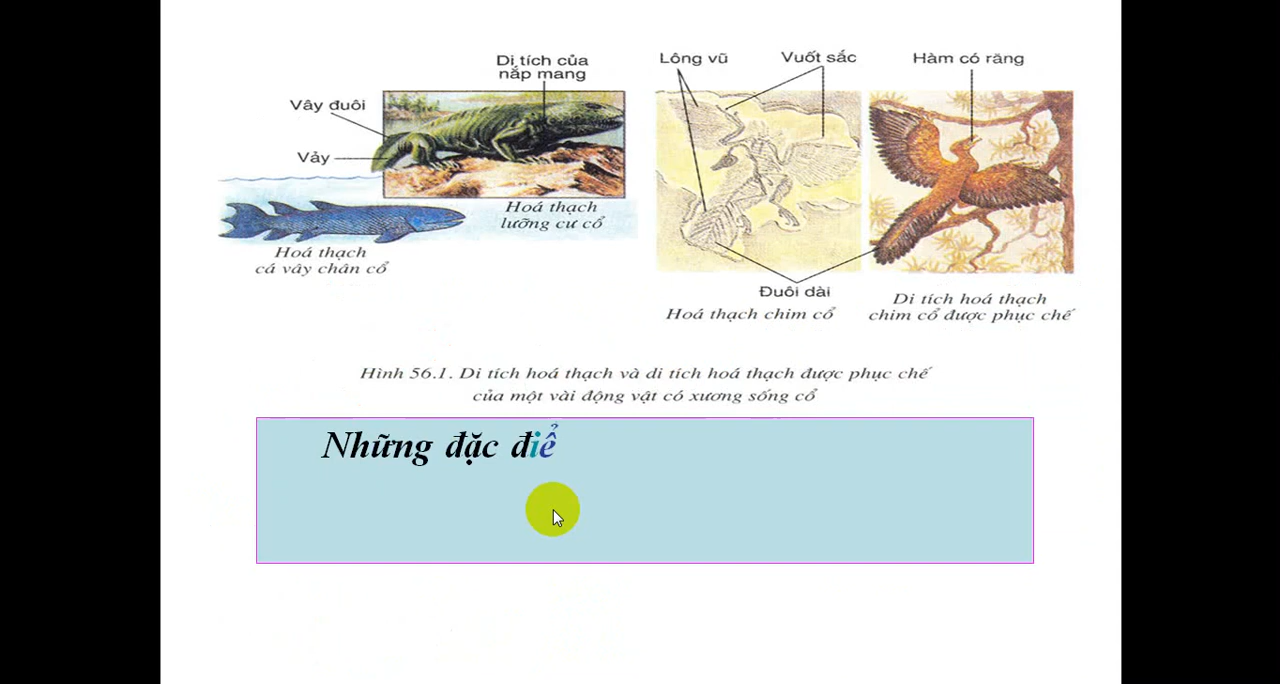 Di tích của
nắp mang
Vây đuôi
Vảy
Hoá thạch
lưỡng cư cổ
Hoá thạch
cá vây chân cổ
Lông vũ
Vuốt sắc
Hàm có răng
Đuôi dài
Hoá thạch chim cổ
Di tích hoá thạch
chim cổ được phục chế
Hình 56.1. Di tích hoá thạch và di tích hoá thạch được phục chế
của một vài động vật có xương sống cổ
Những đặc điể